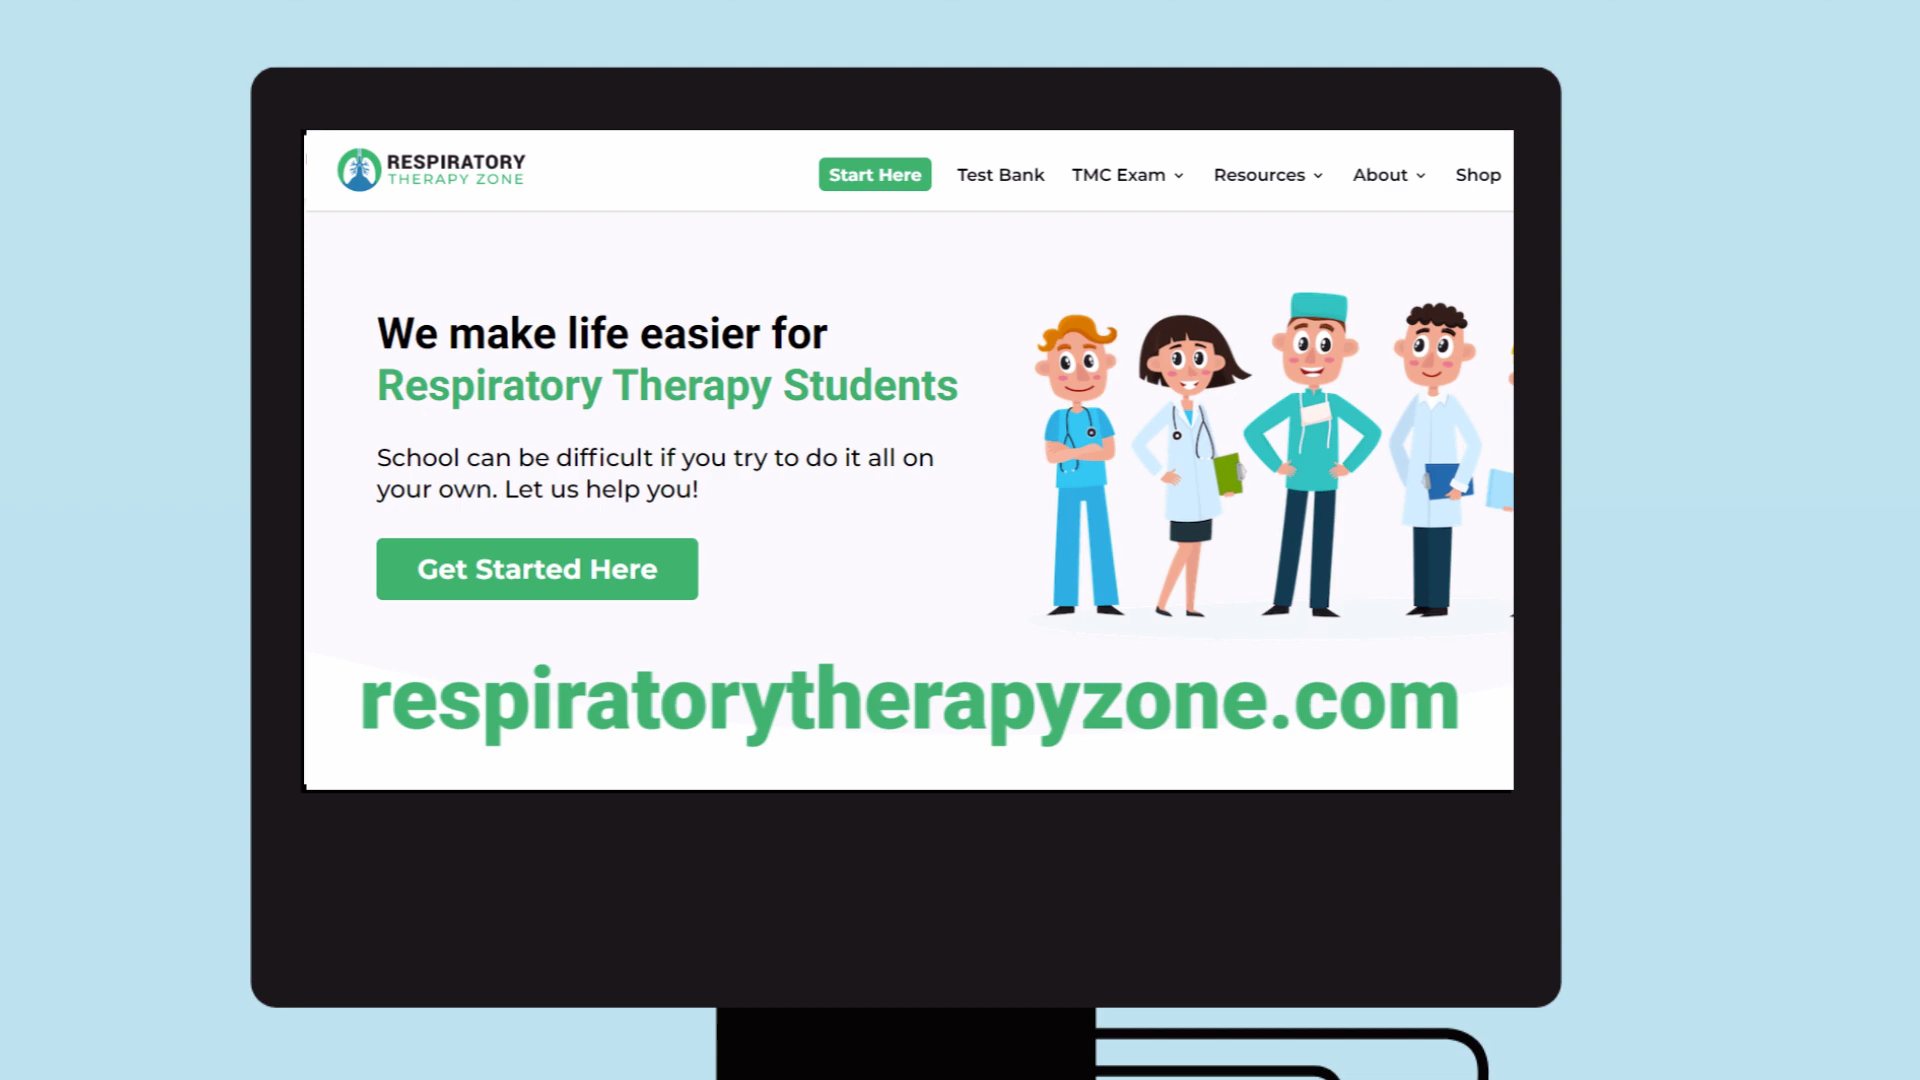 RESPIRATORY
THERAPY ZONE
Start Here
Test Bank
TMC Exam
Resources
About
Shop
We make life easier for
Respiratory Therapy Students
School can be difficult if you try to do it all on
your own. Let us help you!
Get Started Here
respiratorytherapyzone.com